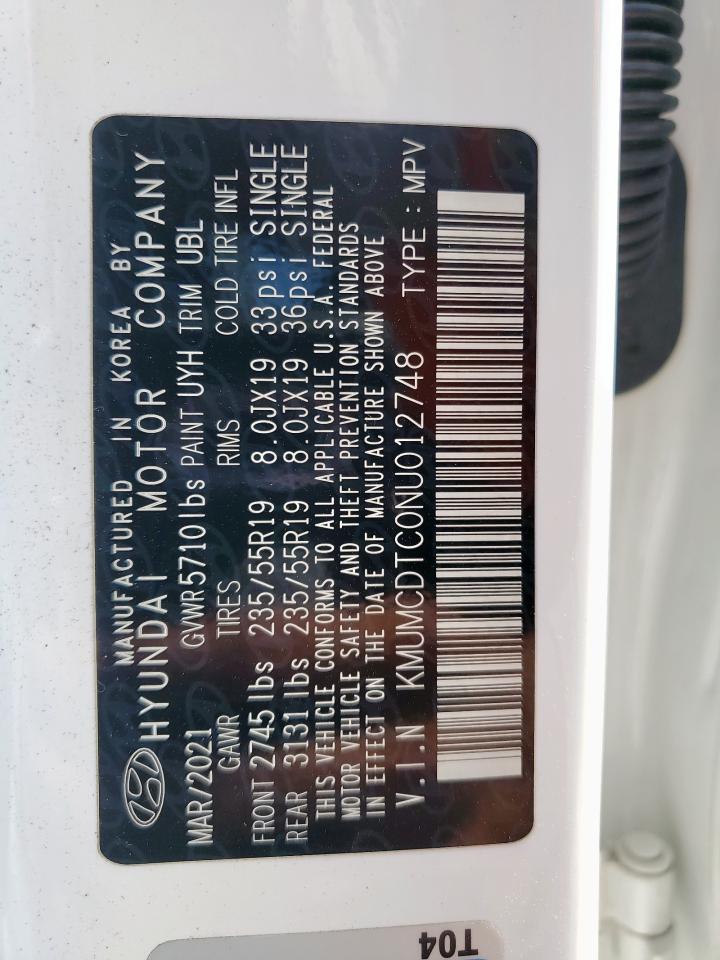 MANUFACTURED IN KOREA BY
HYUNDAI MOTOR COMPANY
MAR/2021 GVWR5710lbs PAINT UYH TRIM UBL
GAWR TIRES RIMS COLD TIRE INFL
FRONT 2745lbs 235/55R19 8.0JX19 33psi SINGLE
REAR 3131lbs 235/55R19 8.0JX19 36psi SINGLE
THIS VEHICLE CONFORMS TO ALL APPLICABLE U.S.A. FEDERAL
MOTOR VEHICLE SAFETY AND THEFT PREVENTION STANDARDS
IN EFFECT ON THE DATE OF MANUFACTURE SHOWN ABOVE
V.I.N KMUMCDTC0NU012748 TYPE : MPV
T04